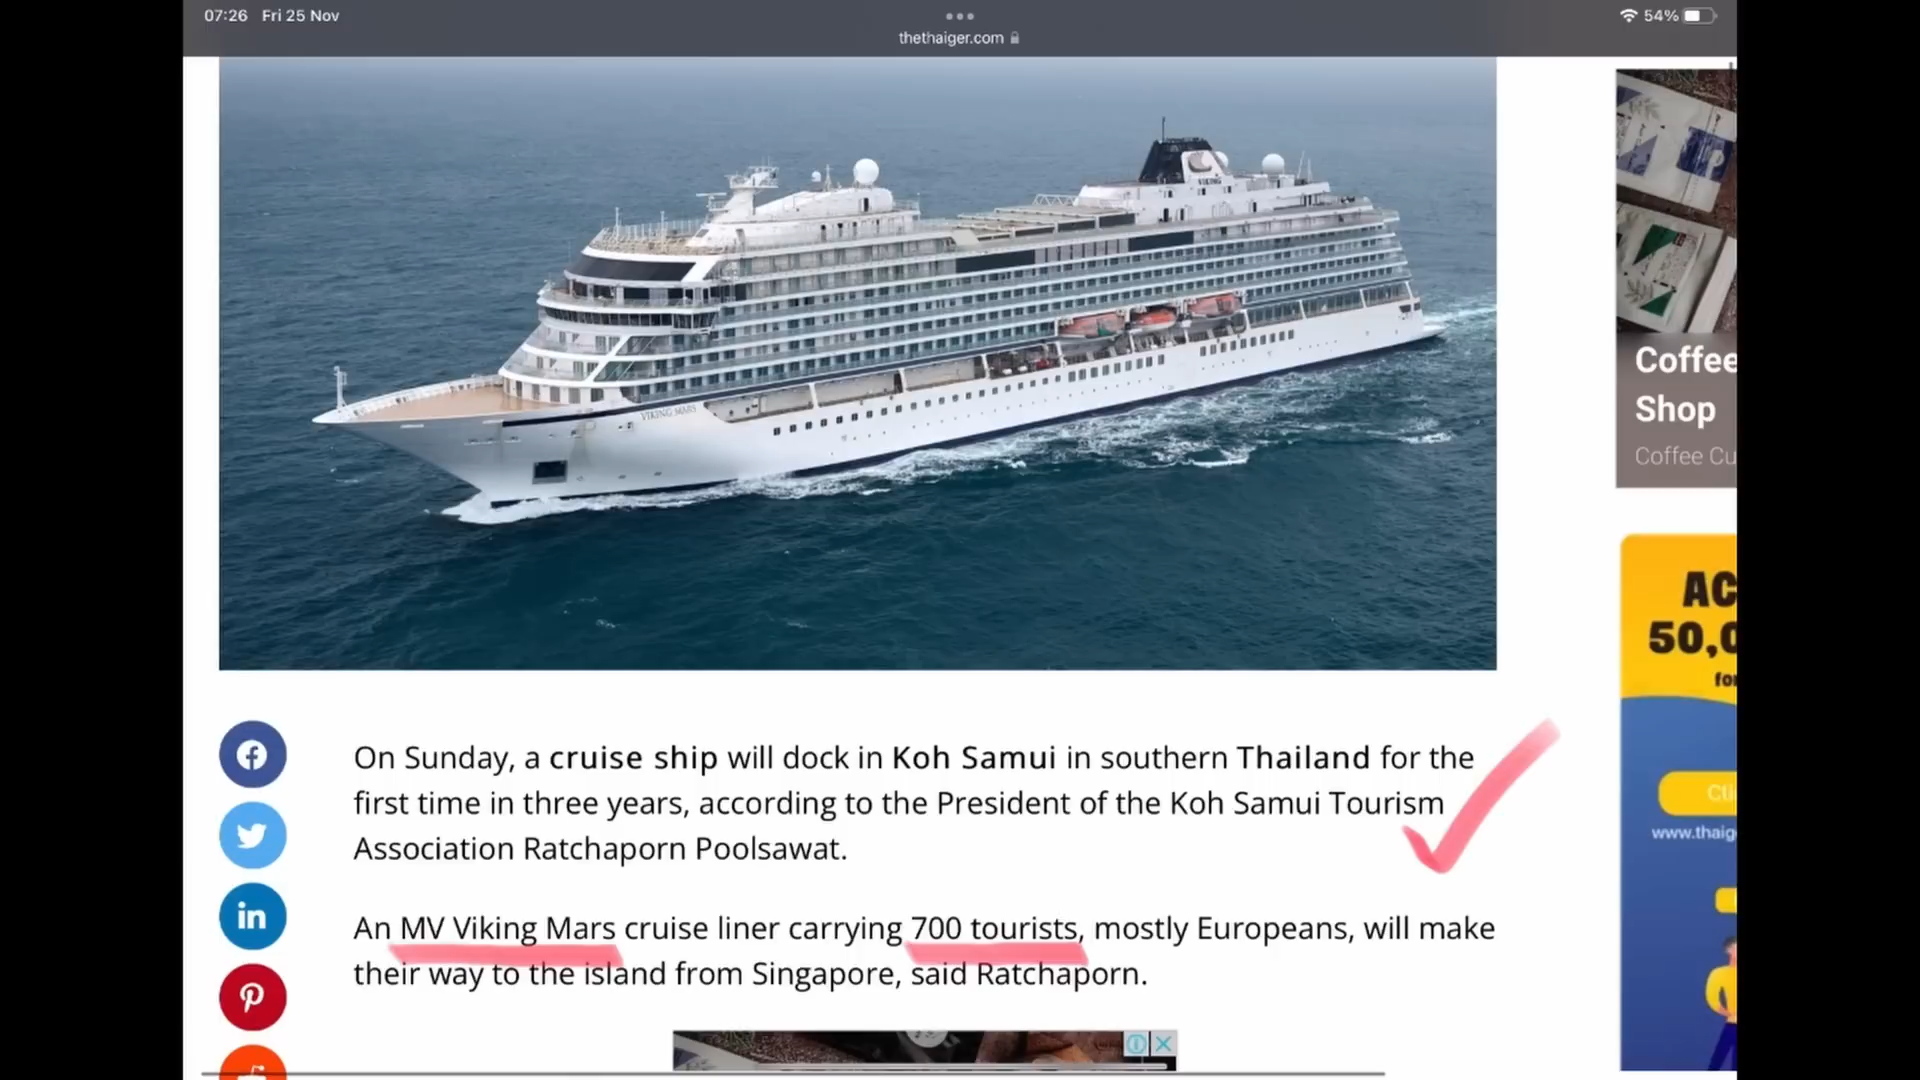 07:26 Fri 25 Nov
54%
thethaiger.com
VIKING
VIKING MARS
Coffee
Shop
Coffee Cu
AC
50,0
for
Cli
www.thaig
On Sunday, a cruise ship will dock in Koh Samui in southern Thailand for the
first time in three years, according to the President of the Koh Samui Tourism
Association Ratchaporn Poolsawat.
An MV Viking Mars cruise liner carrying 700 tourists, mostly Europeans, will make
their way to the island from Singapore, said Ratchaporn.